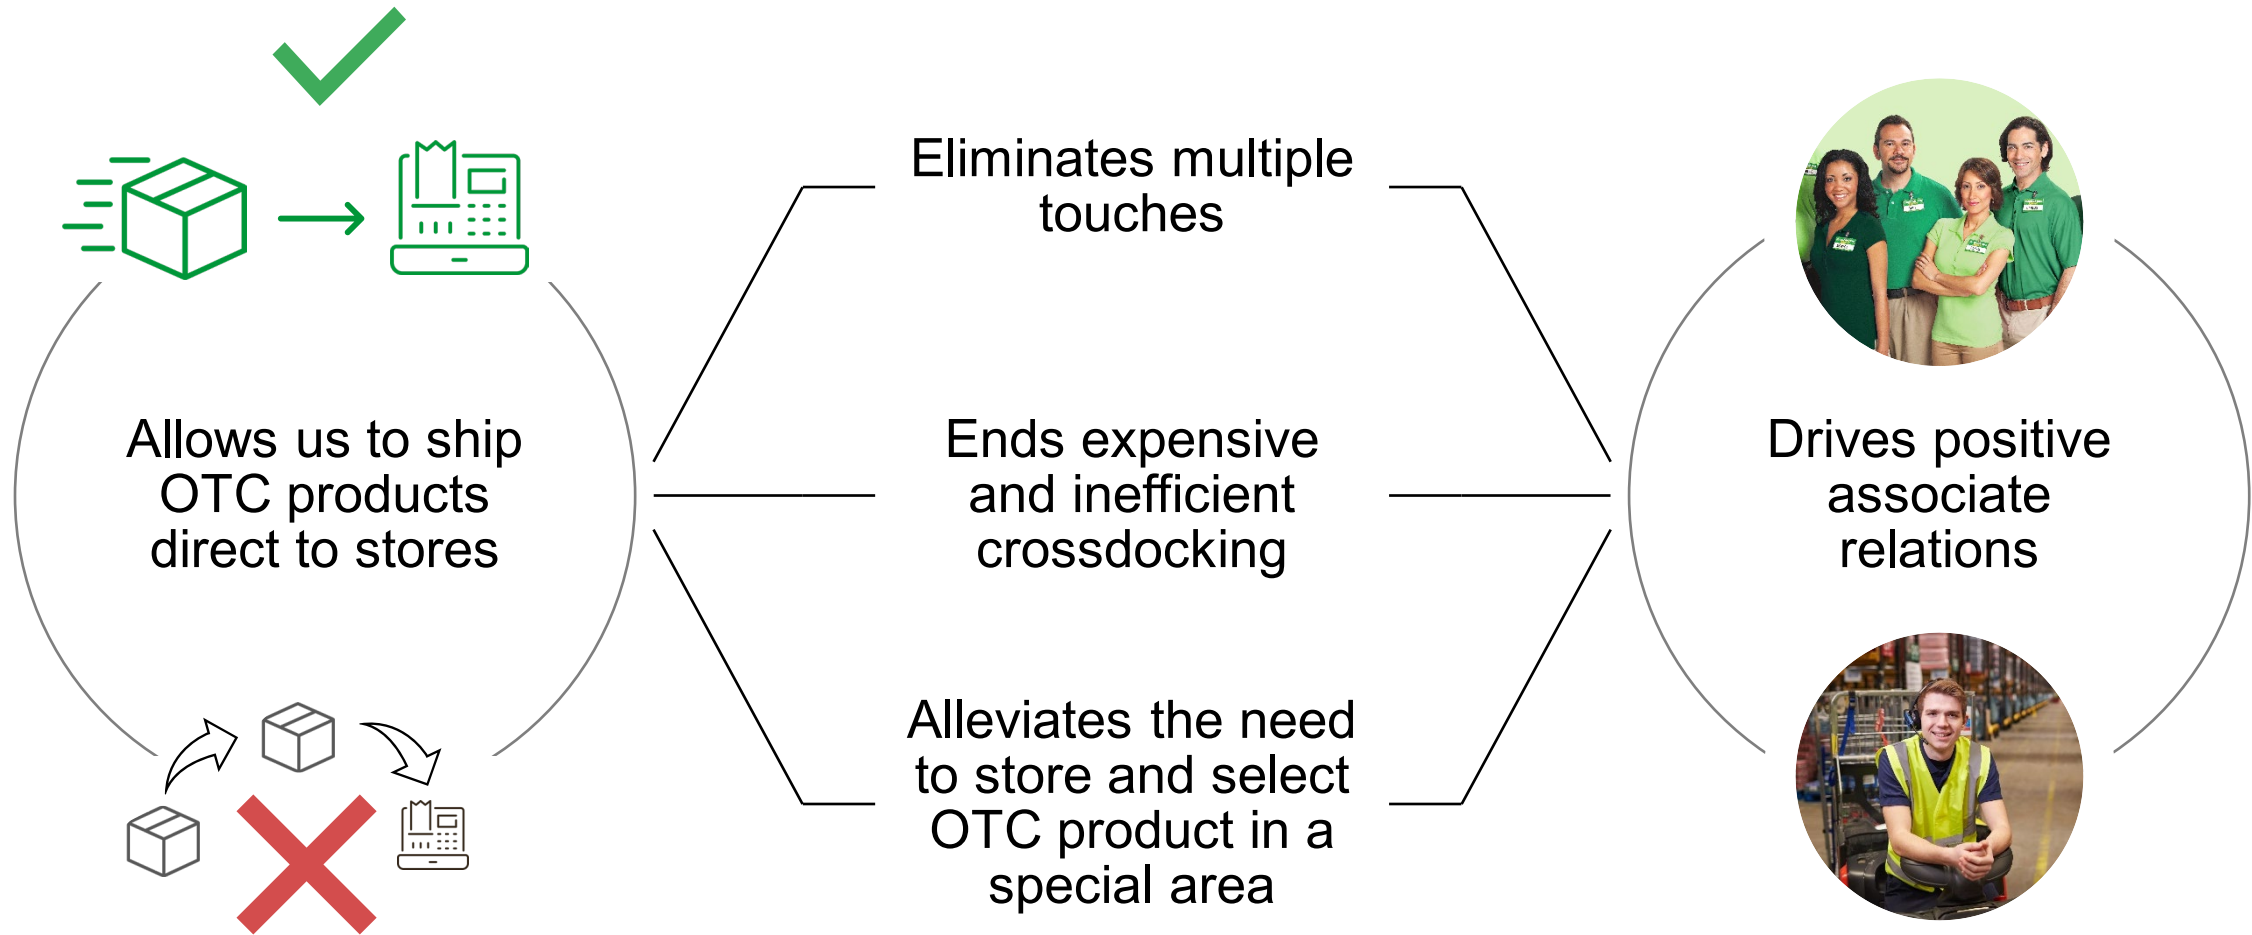 Allows us to ship
OTC products
direct to stores
Eliminates multiple
touches
Ends expensive
and inefficient
crossdocking
Alleviates the need
to store and select
OTC product in a
special area
Drives positive
associate
relations